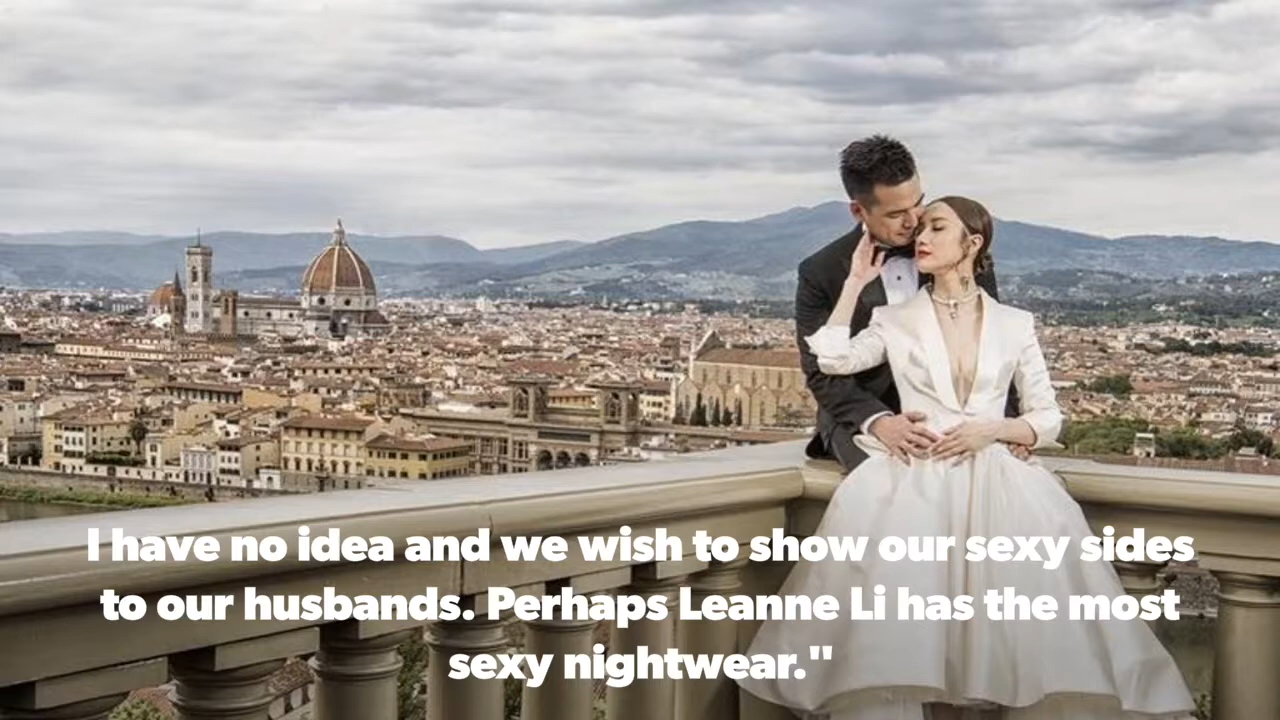 I have no idea and we wish to show our sexy sides
to our husbands. Perhaps Leanne Li has the most
sexy nightwear."